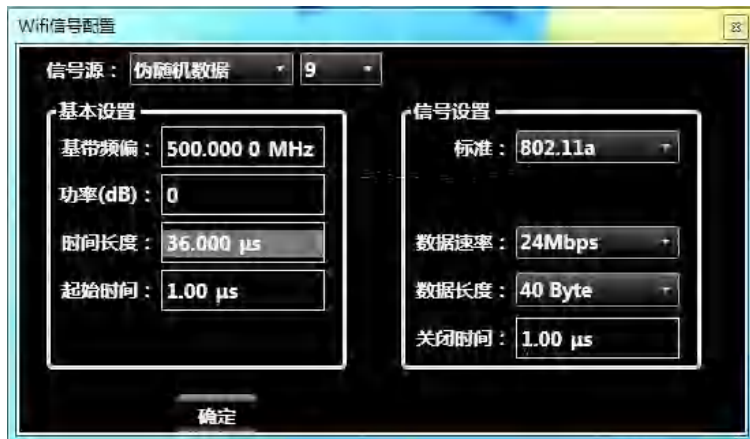 Wifi信号配置
信号源： 伪随机数据 9
基本设置
基带频偏： 500.000 0 MHz
功率(dB)： 0
时间长度： 36.000 μs
起始时间： 1.00 μs
信号设置
标准： 802.11a
数据速率： 24Mbps
数据长度： 40 Byte
关闭时间： 1.00 μs
确定